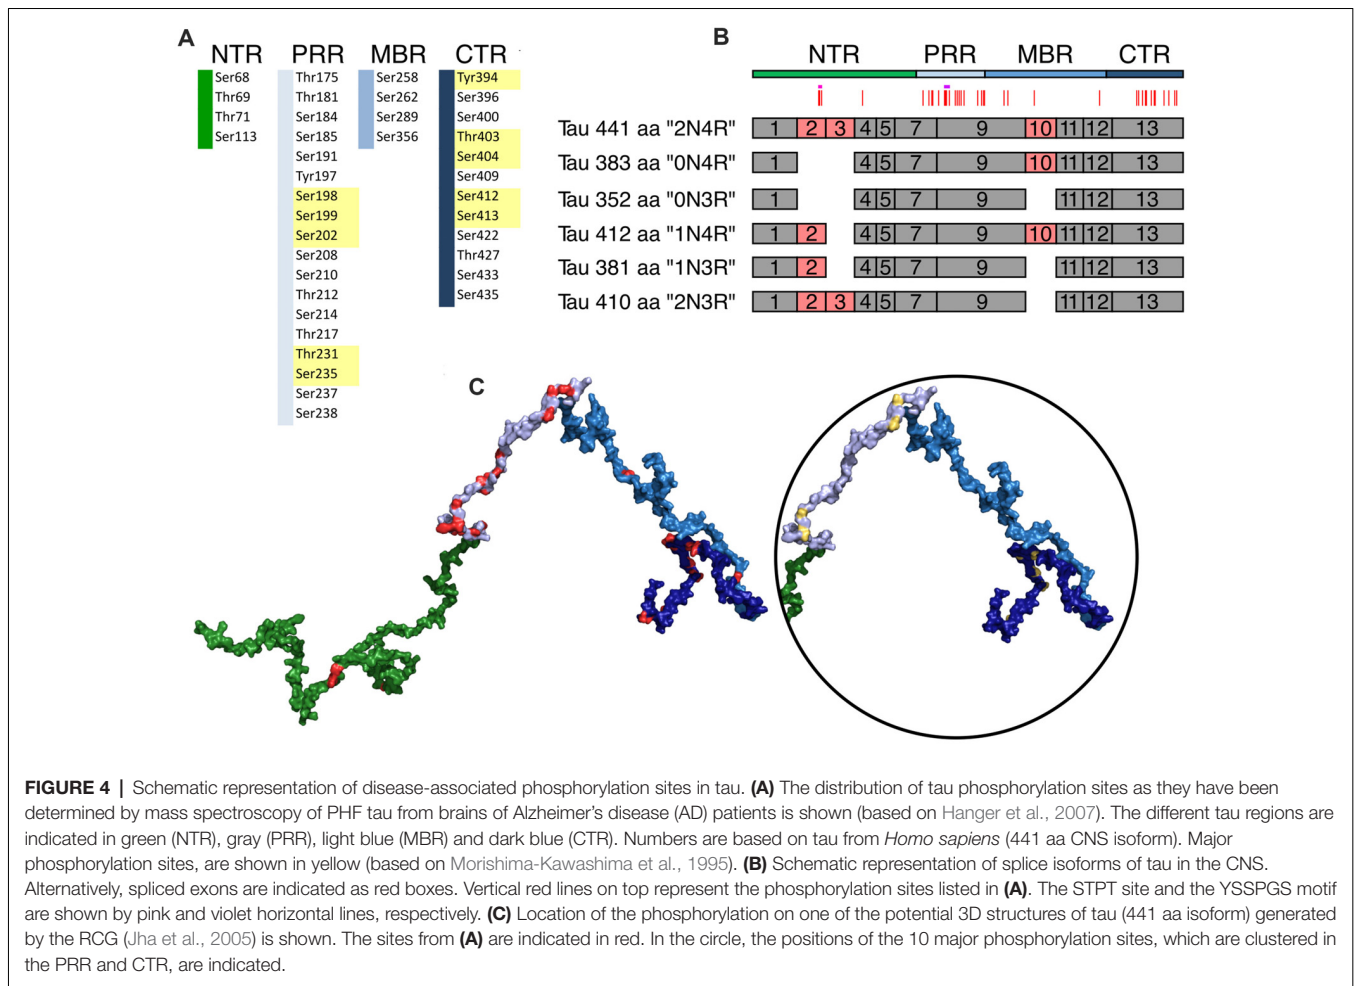 A
NTR
Ser68
Thr69
Thr71
Ser113
PRR
Thr175
Thr181
Ser184
Ser185
Ser191
Tyr197
Ser198
Ser199
Ser202
Ser208
Ser210
Thr212
Ser214
Thr217
Thr231
Ser235
Ser237
Ser238
MBR
Ser258
Ser262
Ser289
Ser356
CTR
Tyr394
Ser396
Ser400
Thr403
Ser404
Ser409
Ser412
Ser413
Ser422
Thr427
Ser433
Ser435
B
NTR PRR MBR CTR
Tau 441 aa "2N4R" 1 2 3 4 5 7 9 10 11 12 13
Tau 383 aa "0N4R" 1 4 5 7 9 10 11 12 13
Tau 352 aa "0N3R" 1 4 5 7 9 11 12 13
Tau 412 aa "1N4R" 1 2 4 5 7 9 10 11 12 13
Tau 381 aa "1N3R" 1 2 4 5 7 9 11 12 13
Tau 410 aa "2N3R" 1 2 3 4 5 7 9 11 12 13
C
FIGURE 4 | Schematic representation of disease-associated phosphorylation sites in tau. (A) The distribution of tau phosphorylation sites as they have been
determined by mass spectroscopy of PHF tau from brains of Alzheimer's disease (AD) patients is shown (based on Hanger et al., 2007). The different tau regions are
indicated in green (NTR), gray (PRR), light blue (MBR) and dark blue (CTR). Numbers are based on tau from Homo sapiens (441 aa CNS isoform). Major
phosphorylation sites, are shown in yellow (based on Morishima-Kawashima et al., 1995). (B) Schematic representation of splice isoforms of tau in the CNS.
Alternatively, spliced exons are indicated as red boxes. Vertical red lines on top represent the phosphorylation sites listed in (A). The STPT site and the YSSPGS motif
are shown by pink and violet horizontal lines, respectively. (C) Location of the phosphorylation on one of the potential 3D structures of tau (441 aa isoform) generated
by the RCG (Jha et al., 2005) is shown. The sites from (A) are indicated in red. In the circle, the positions of the 10 major phosphorylation sites, which are clustered in
the PRR and CTR, are indicated.